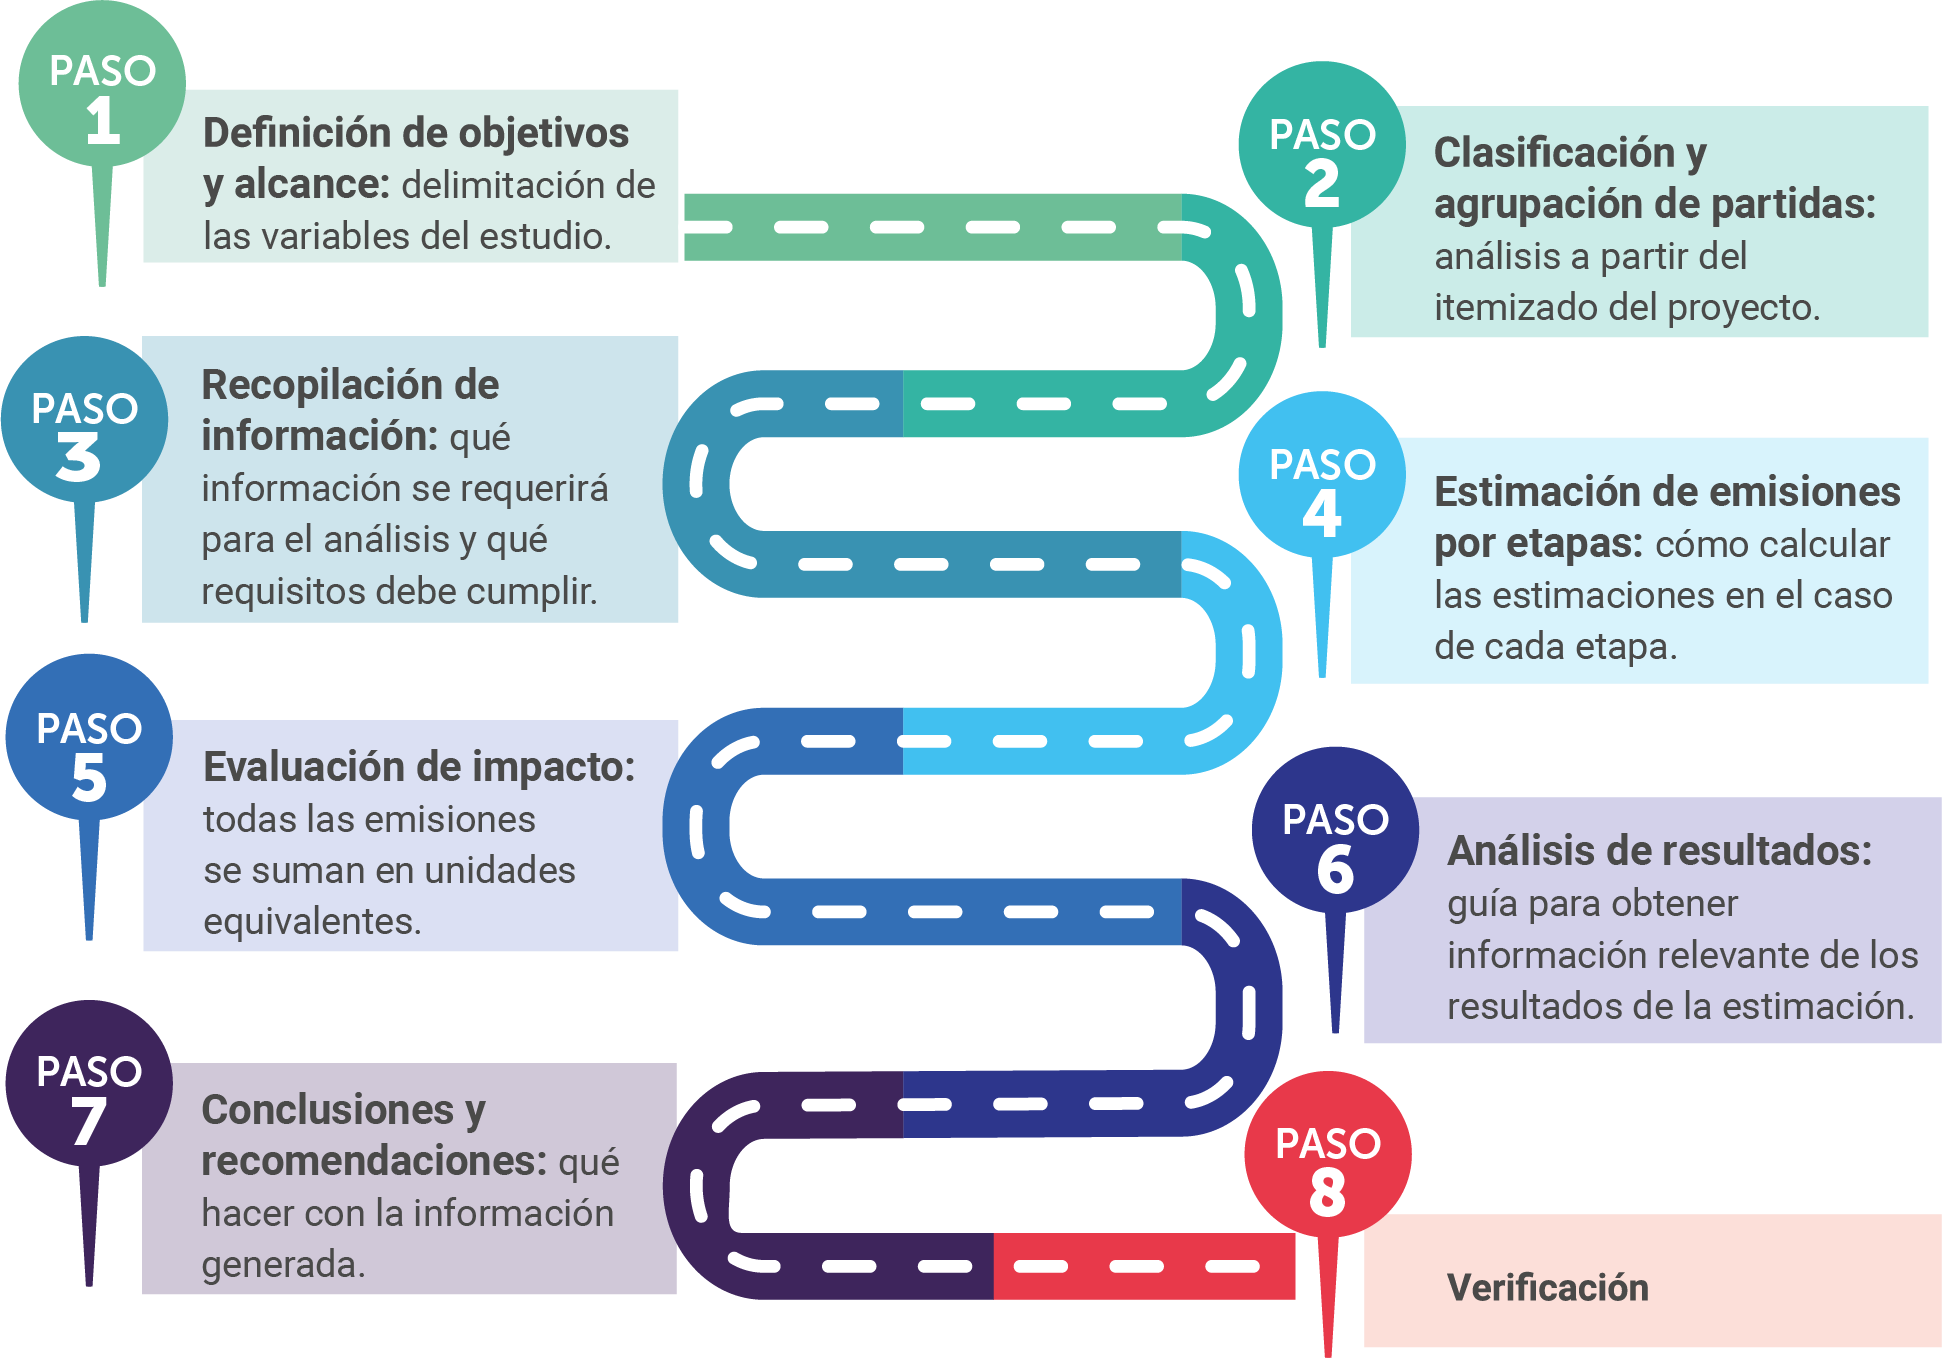 PASO
1
Definición de objetivos
y alcance: delimitación de
las variables del estudio.
PASO
2
Clasificación y
agrupación de partidas:
análisis a partir del
itemizado del proyecto.
PASO
3
Recopilación de
información: qué
información se requerirá
para el análisis y qué
requisitos debe cumplir.
PASO
4
Estimación de emisiones
por etapas: cómo calcular
las estimaciones en el caso
de cada etapa.
PASO
5
Evaluación de impacto:
todas las emisiones
se suman en unidades
equivalentes.
PASO
6
Análisis de resultados:
guía para obtener
información relevante de los
resultados de la estimación.
PASO
7
Conclusiones y
recomendaciones: qué
hacer con la información
generada.
PASO
8
Verificación